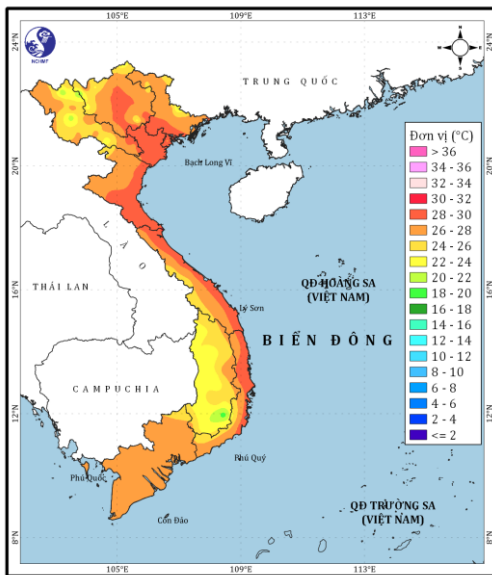 105°E 109°E 113°E
24°N
NCHMF
N
W E
S
TRUNG QUỐC
Đơn vị (°C)
> 36
34 - 36
32 - 34
30 - 32
28 - 30
26 - 28
24 - 26
22 - 24
20 - 22
18 - 20
16 - 18
14 - 16
12 - 14
10 - 12
8 - 10
6 - 8
4 - 6
2 - 4
<= 2
Bạch Long Vĩ
20°N
LÀO
THÁI LAN
QĐ HOÀNG SA
(VIỆT NAM)
16°N
Lý Sơn
BIỂN ĐÔNG
CAMPUCHIA
12°N
Phú Quý
Phú Quốc
Côn Đảo
QĐ TRƯỜNG SA
(VIỆT NAM)
8°N
105°E 109°E 113°E